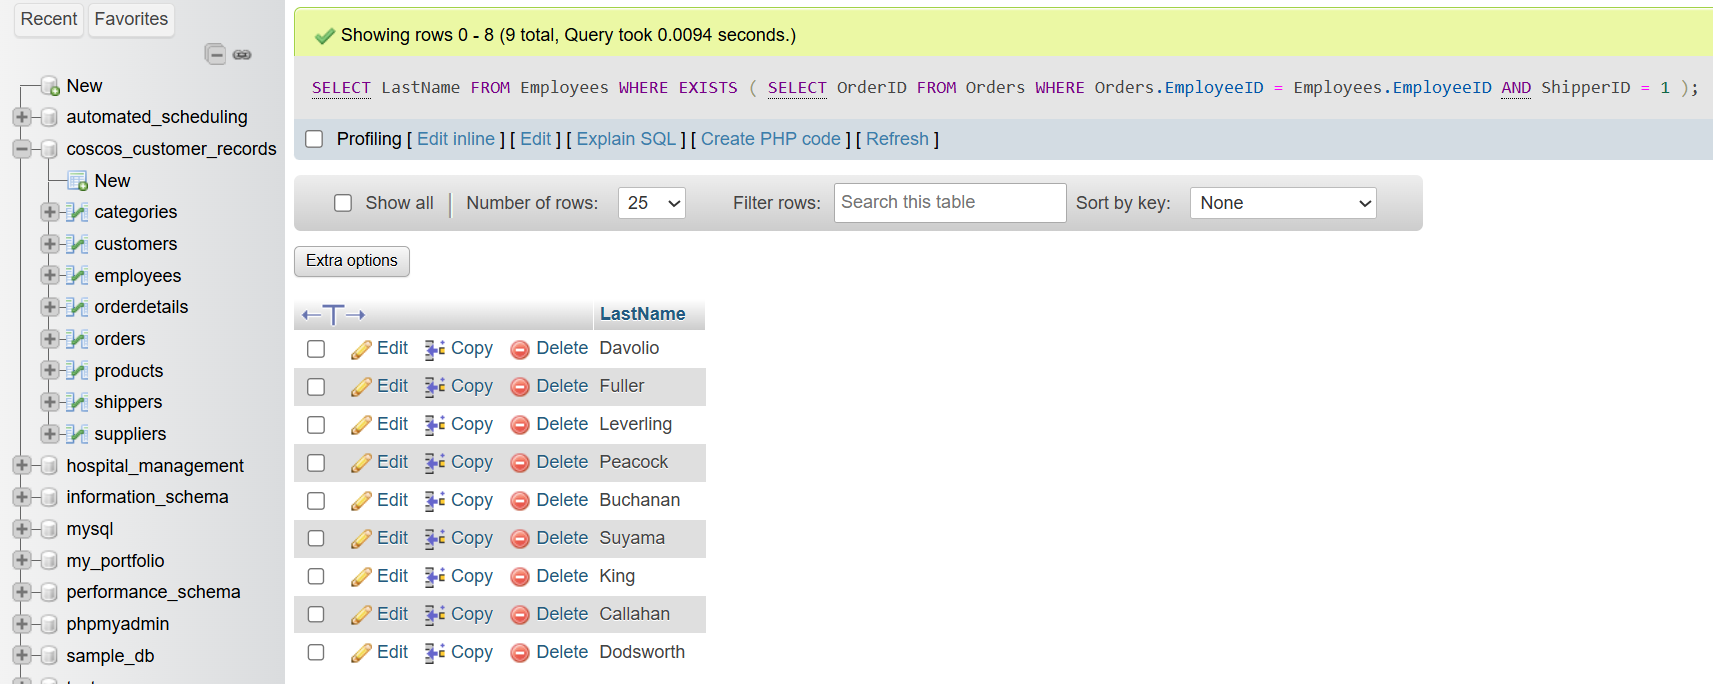 Recent Favorites
New
automated_scheduling
coscos_customer_records
New
categories
customers
employees
orderdetails
orders
products
shippers
suppliers
hospital_management
information_schema
mysql
my_portfolio
performance_schema
phpmyadmin
sample_db
Showing rows 0 - 8 (9 total, Query took 0.0094 seconds.)
SELECT LastName FROM Employees WHERE EXISTS ( SELECT OrderID FROM Orders WHERE Orders.EmployeeID = Employees.EmployeeID AND ShipperID = 1 );
Profiling [ Edit inline ] [ Edit ] [ Explain SQL ] [ Create PHP code ] [ Refresh ]
Show all Number of rows: 25 Filter rows: Search this table Sort by key: None
Extra options
←T→ LastName
Edit Copy Delete Davolio
Edit Copy Delete Fuller
Edit Copy Delete Leverling
Edit Copy Delete Peacock
Edit Copy Delete Buchanan
Edit Copy Delete Suyama
Edit Copy Delete King
Edit Copy Delete Callahan
Edit Copy Delete Dodsworth